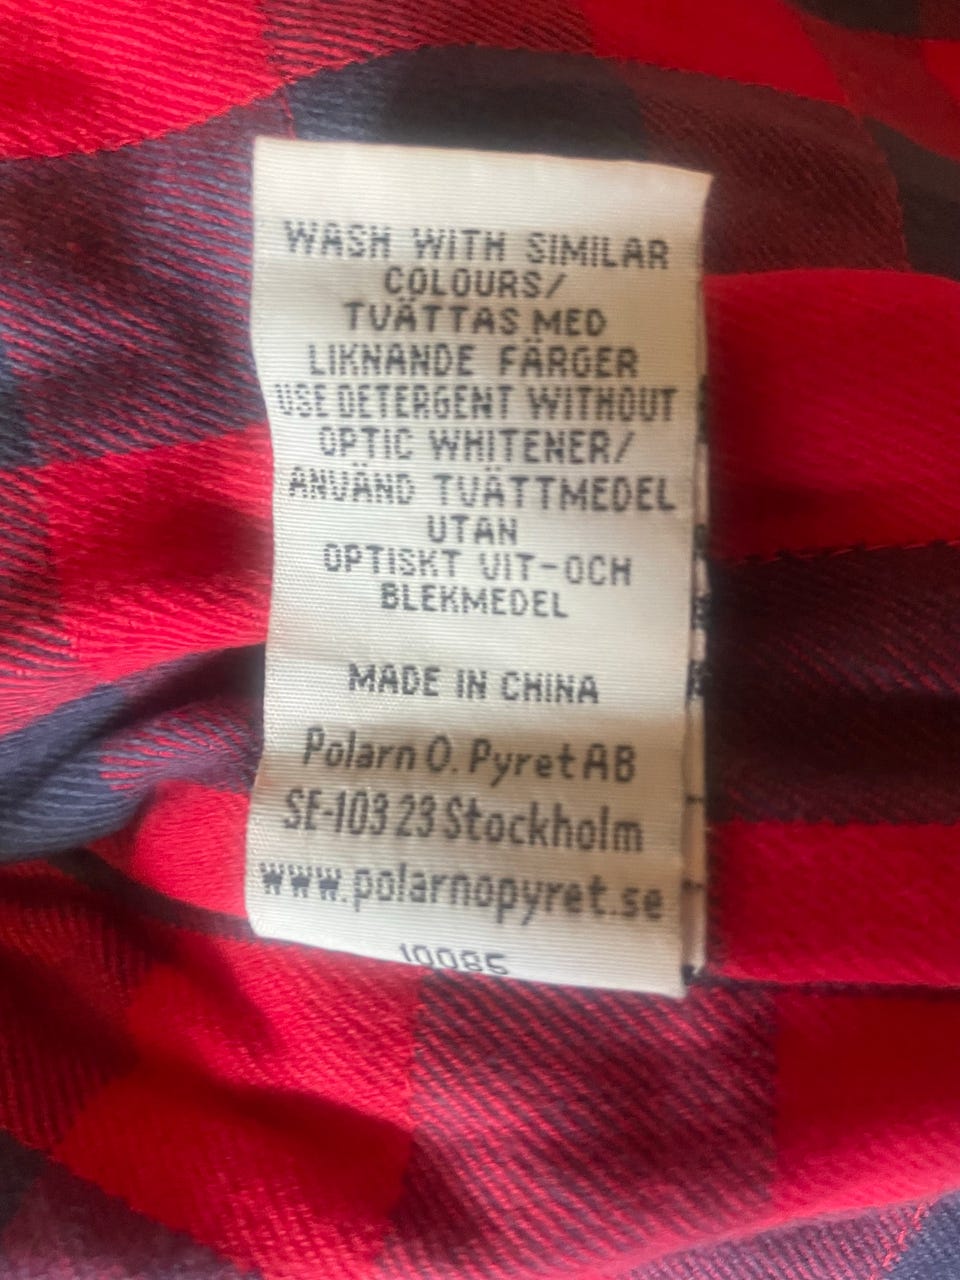 WASH WITH SIMILAR
COLOURS/
TVÄTTAS MED
LIKNANDE FÄRGER
USE DETERGENT WITHOUT
OPTIC WHITENER/
ANVÄND TVÄTTMEDEL
UTAN
OPTISKT VIT-OCH
BLEKMEDEL
MADE IN CHINA
Polarn O. Pyret AB
SE-103 23 Stockholm
www.polarnopyret.se
10085